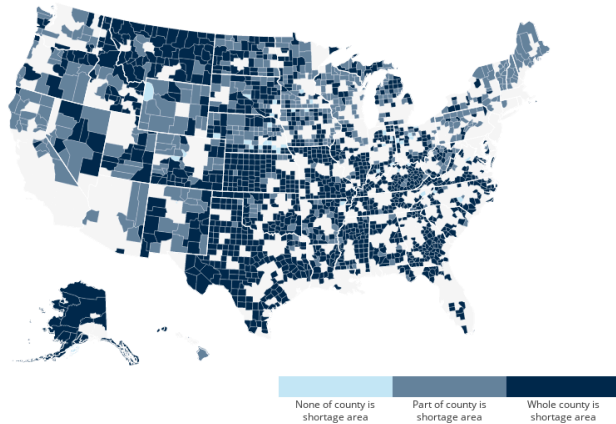 None of county is
shortage area
Part of county is
shortage area
Whole county is
shortage area